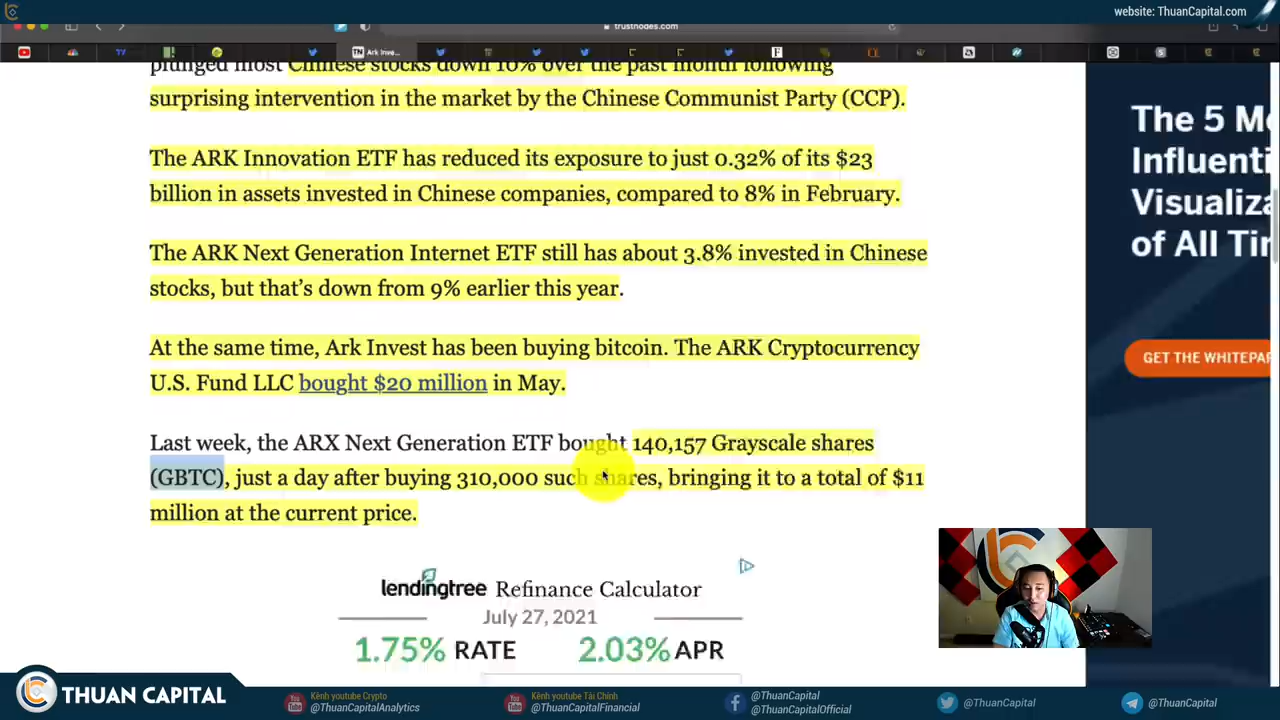 website: ThuanCapital.com
trustnodes.com
Ark Inve...
plunged most Chinese stocks down 10% over the past month following
surprising intervention in the market by the Chinese Communist Party (CCP).
The ARK Innovation ETF has reduced its exposure to just 0.32% of its $23
billion in assets invested in Chinese companies, compared to 8% in February.
The ARK Next Generation Internet ETF still has about 3.8% invested in Chinese
stocks, but that's down from 9% earlier this year.
At the same time, Ark Invest has been buying bitcoin. The ARK Cryptocurrency
U.S. Fund LLC bought $20 million in May.
Last week, the ARX Next Generation ETF bought 140,157 Grayscale shares
(GBTC), just a day after buying 310,000 such shares, bringing it to a total of $11
million at the current price.
The 5 Mo
Influenti
Visualiza
of All Tin
GET THE WHITEPAP
lendingtree Refinance Calculator
July 27, 2021
1.75% RATE 2.03% APR
THUAN CAPITAL
Kênh youtube Crypto
@ThuanCapitalAnalytics
Kênh youtube Tài Chính
@ThuanCapitalFinancial
@ThuanCapital
@ThuanCapitalOfficial
@ThuanCapital
@ThuanCapital